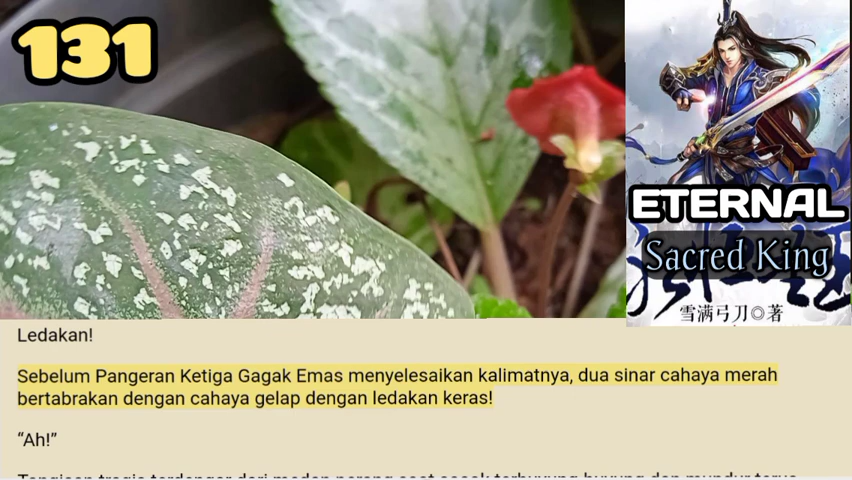 131
ETERNAL
Sacred King
雪满弓刀◎著
Ledakan!
Sebelum Pangeran Ketiga Gagak Emas menyelesaikan kalimatnya, dua sinar cahaya merah
bertabrakan dengan cahaya gelap dengan ledakan keras!
“Ah!”